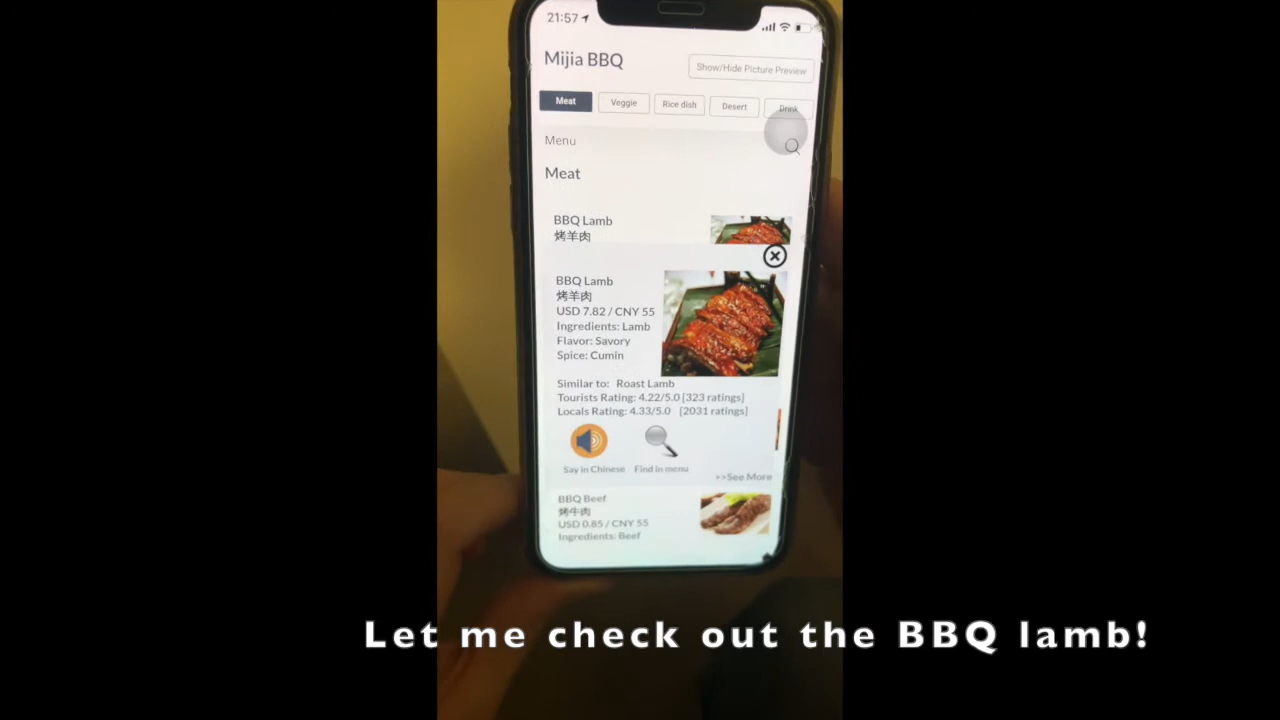 21:57
Mijia BBQ
Show/Hide Picture Preview
Meat
Veggie
Rice dish
Desert
Drink
Menu
Meat
BBQ Lamb
烤羊肉
BBQ Lamb
烤羊肉
USD 7.82 / CNY 55
Ingredients: Lamb
Flavor: Savory
Spice: Cumin
Similar to: Roast Lamb
Tourists Rating: 4.22/5.0 [323 ratings]
Locals Rating: 4.33/5.0 [2031 ratings]
Say in Chinese
Find in menu
>>See More
BBQ Beef
烤牛肉
USD 0.85 / CNY 55
Ingredients: Beef
Let me check out the BBQ lamb!